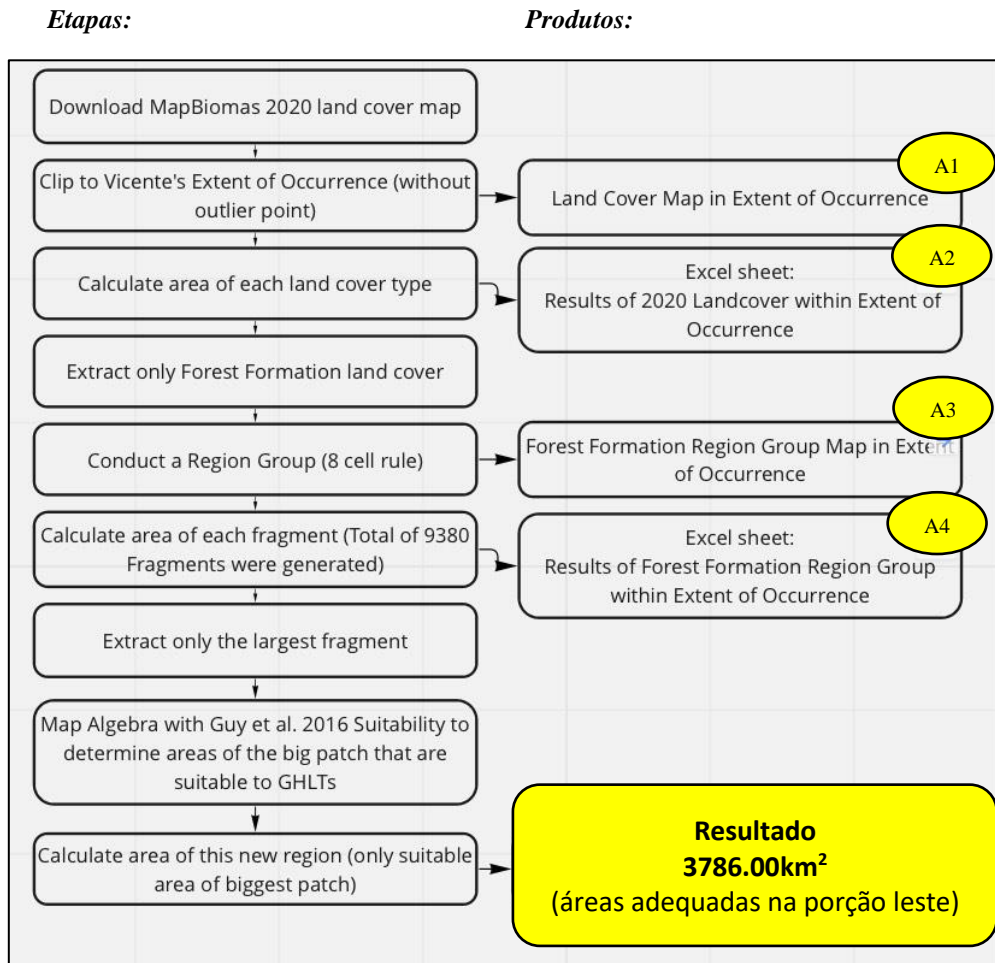 Etapas:
Produtos:
Download MapBiomas 2020 land cover map
Clip to Vicente's Extent of Occurrence (without
outlier point)
A1
Land Cover Map in Extent of Occurrence
Calculate area of each land cover type
A2
Excel sheet:
Results of 2020 Landcover within Extent of
Occurrence
Extract only Forest Formation land cover
Conduct a Region Group (8 cell rule)
A3
Forest Formation Region Group Map in Extent
of Occurrence
Calculate area of each fragment (Total of 9380
Fragments were generated)
A4
Excel sheet:
Results of Forest Formation Region Group
within Extent of Occurrence
Extract only the largest fragment
Map Algebra with Guy et al. 2016 Suitability to
determine areas of the big patch that are
suitable to GHLTs
Calculate area of this new region (only suitable
area of biggest patch)
Resultado
3786.00km²
(áreas adequadas na porção leste)